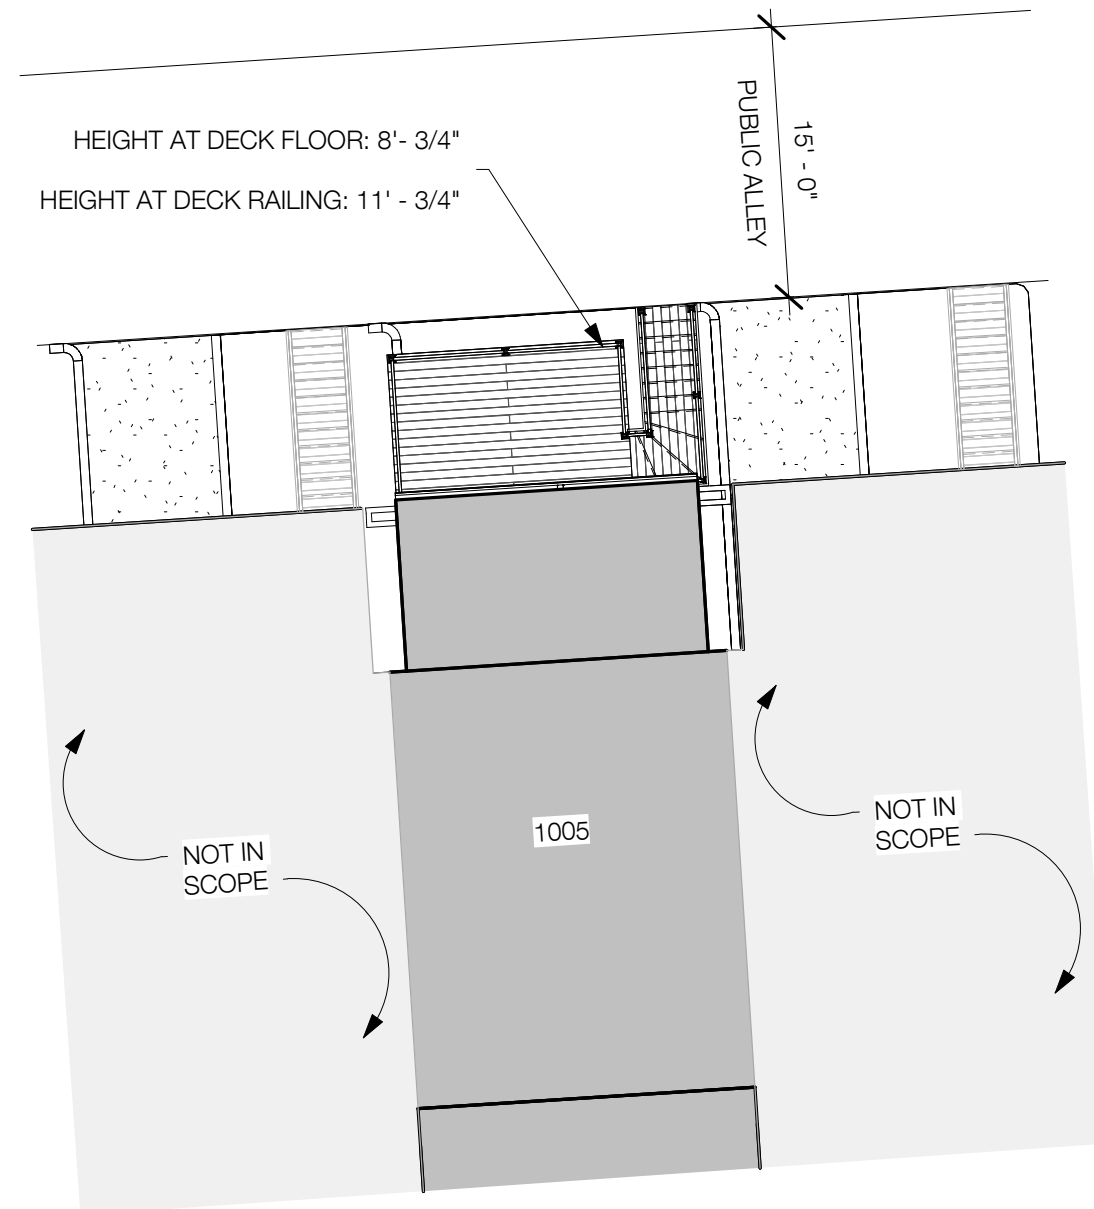 HEIGHT AT DECK FLOOR: 8'- 3/4"
HEIGHT AT DECK RAILING: 11' - 3/4"
PUBLIC ALLEY
15' - 0"
1005
NOT IN
SCOPE
NOT IN
SCOPE